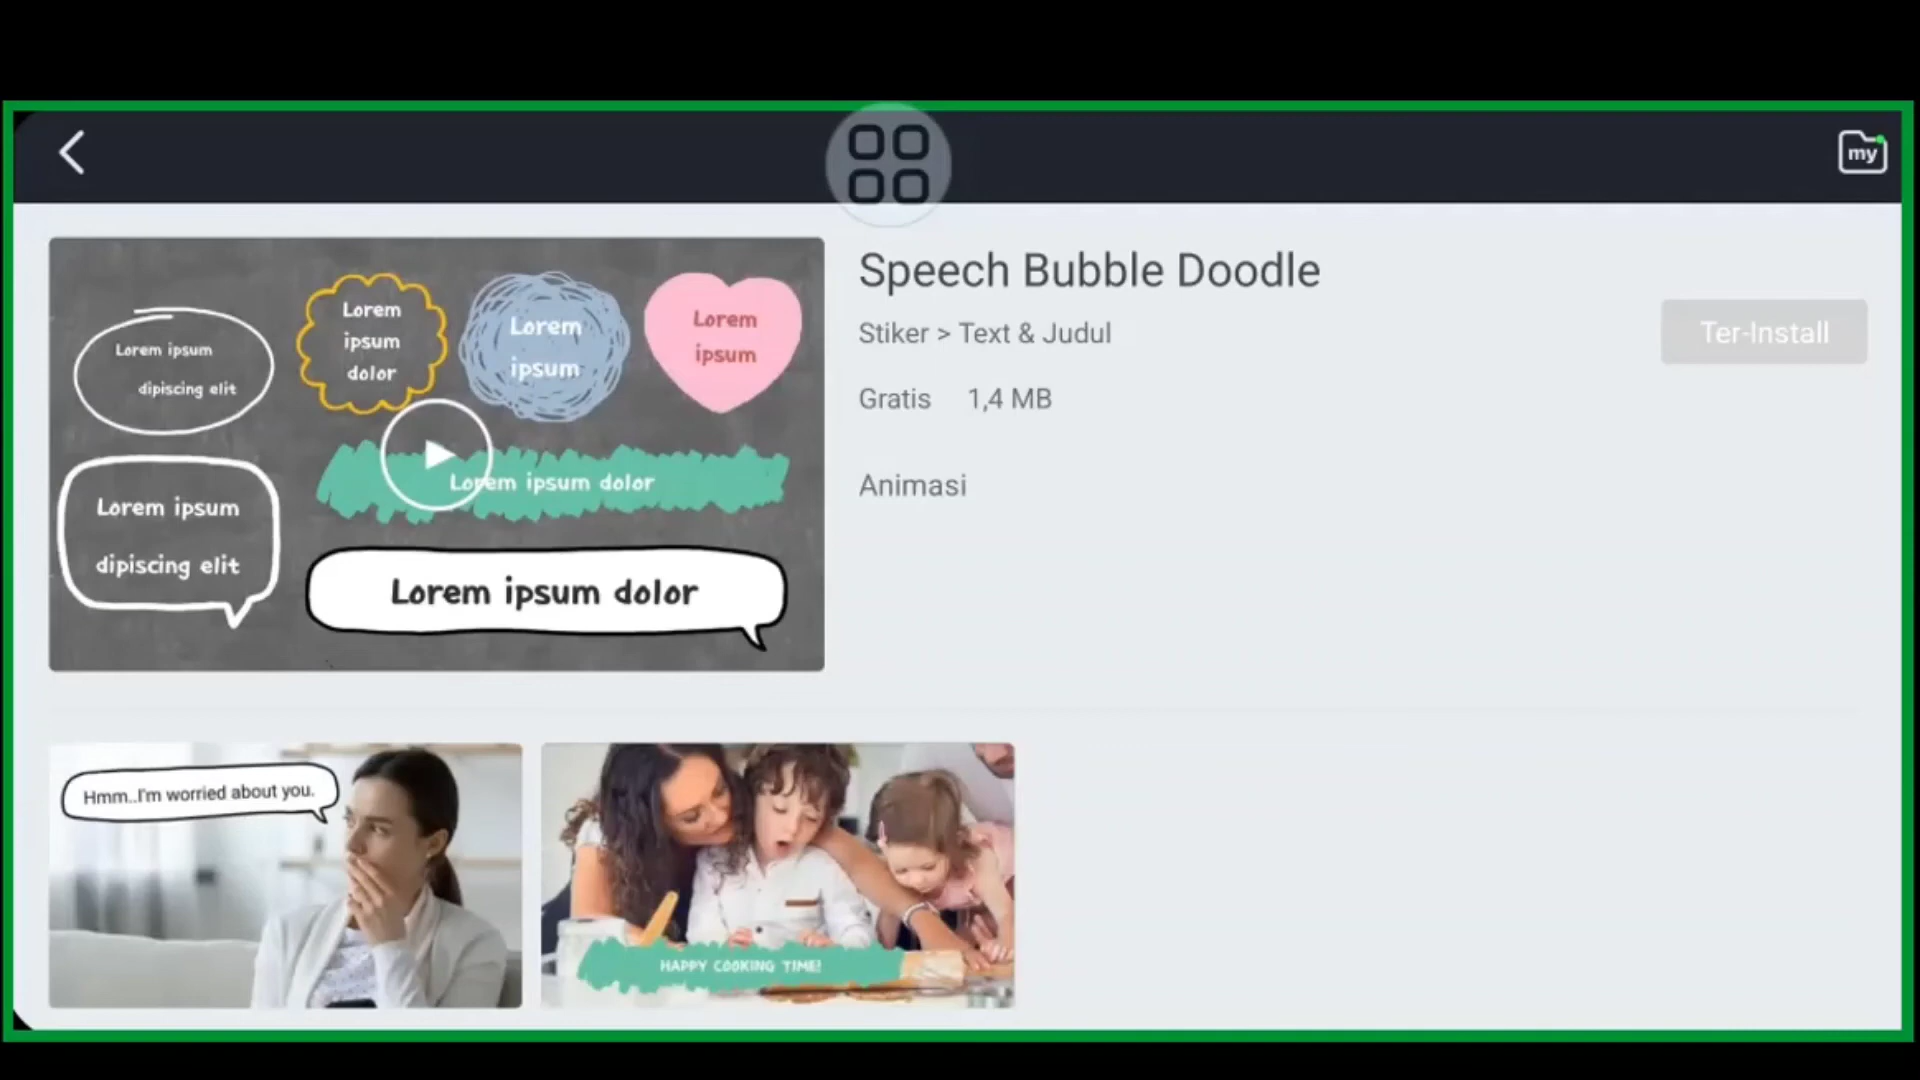 my
Speech Bubble Doodle
Stiker > Text & Judul
Ter-Install
Gratis 1,4 MB
Animasi
Lorem ipsum
dipiscing elit
Lorem
ipsum
dolor
Lorem
ipsum
Lorem
ipsum
Lorem ipsum dolor
Lorem ipsum
dipiscing elit
Lorem ipsum dolor
Hmm..I'm worried about you.
HAPPY COOKING TIME!